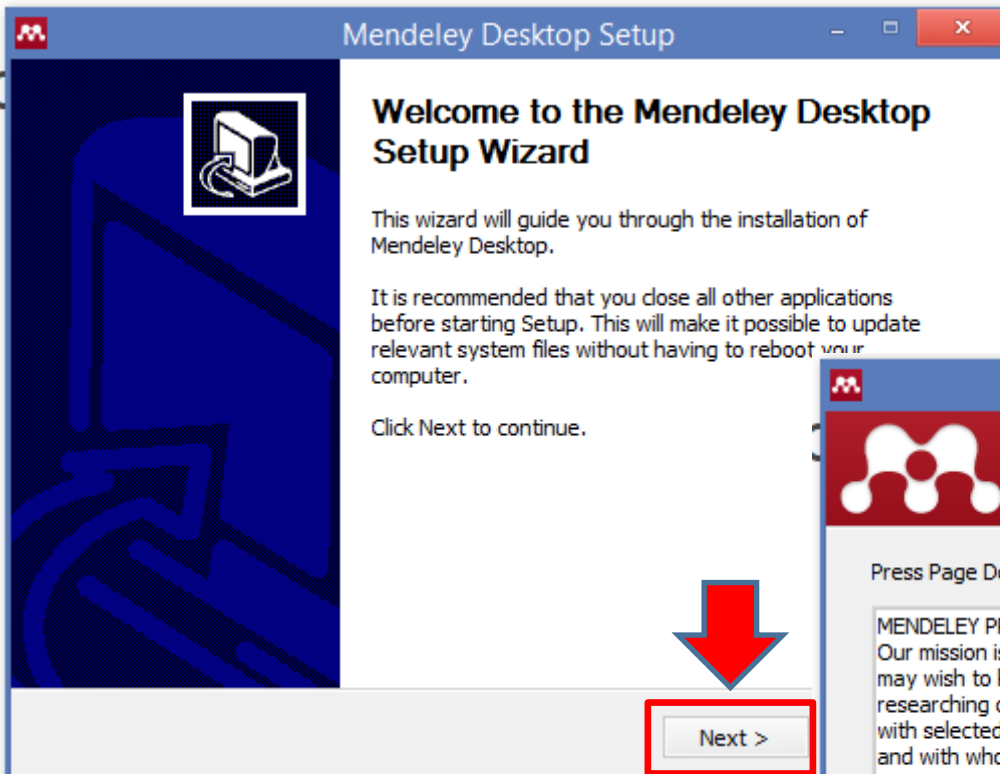 Mendeley Desktop Setup
Welcome to the Mendeley Desktop
Setup Wizard
This wizard will guide you through the installation of
Mendeley Desktop.
It is recommended that you close all other applications
before starting Setup. This will make it possible to update
relevant system files without having to reboot your
computer.
Click Next to continue.
Next >
Press Page
MENDELEY
Our mission is
may wish to
researching
with selected
and with